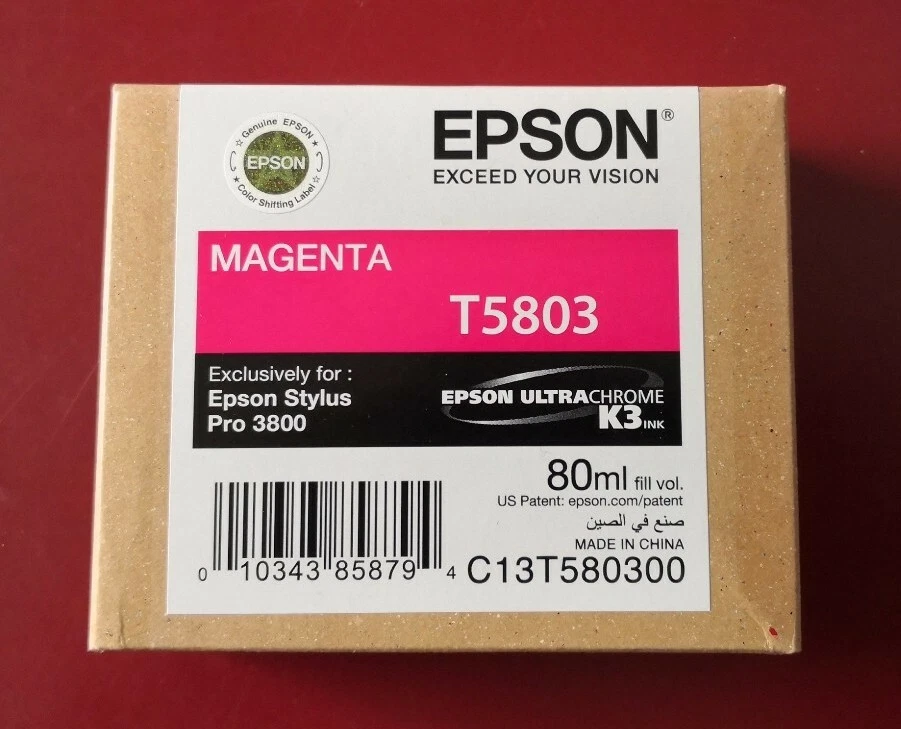 Genuine EPSON
EPSON
Color Shifting Label
EPSON®
EXCEED YOUR VISION
MAGENTA
T5803
Exclusively for :
Epson Stylus
Pro 3800
EPSON ULTRACHROME
K3 INK
80ml fill vol.
US Patent: epson.com/patent
صنع في الصين
MADE IN CHINA
0 10343 85879 4
C13T580300